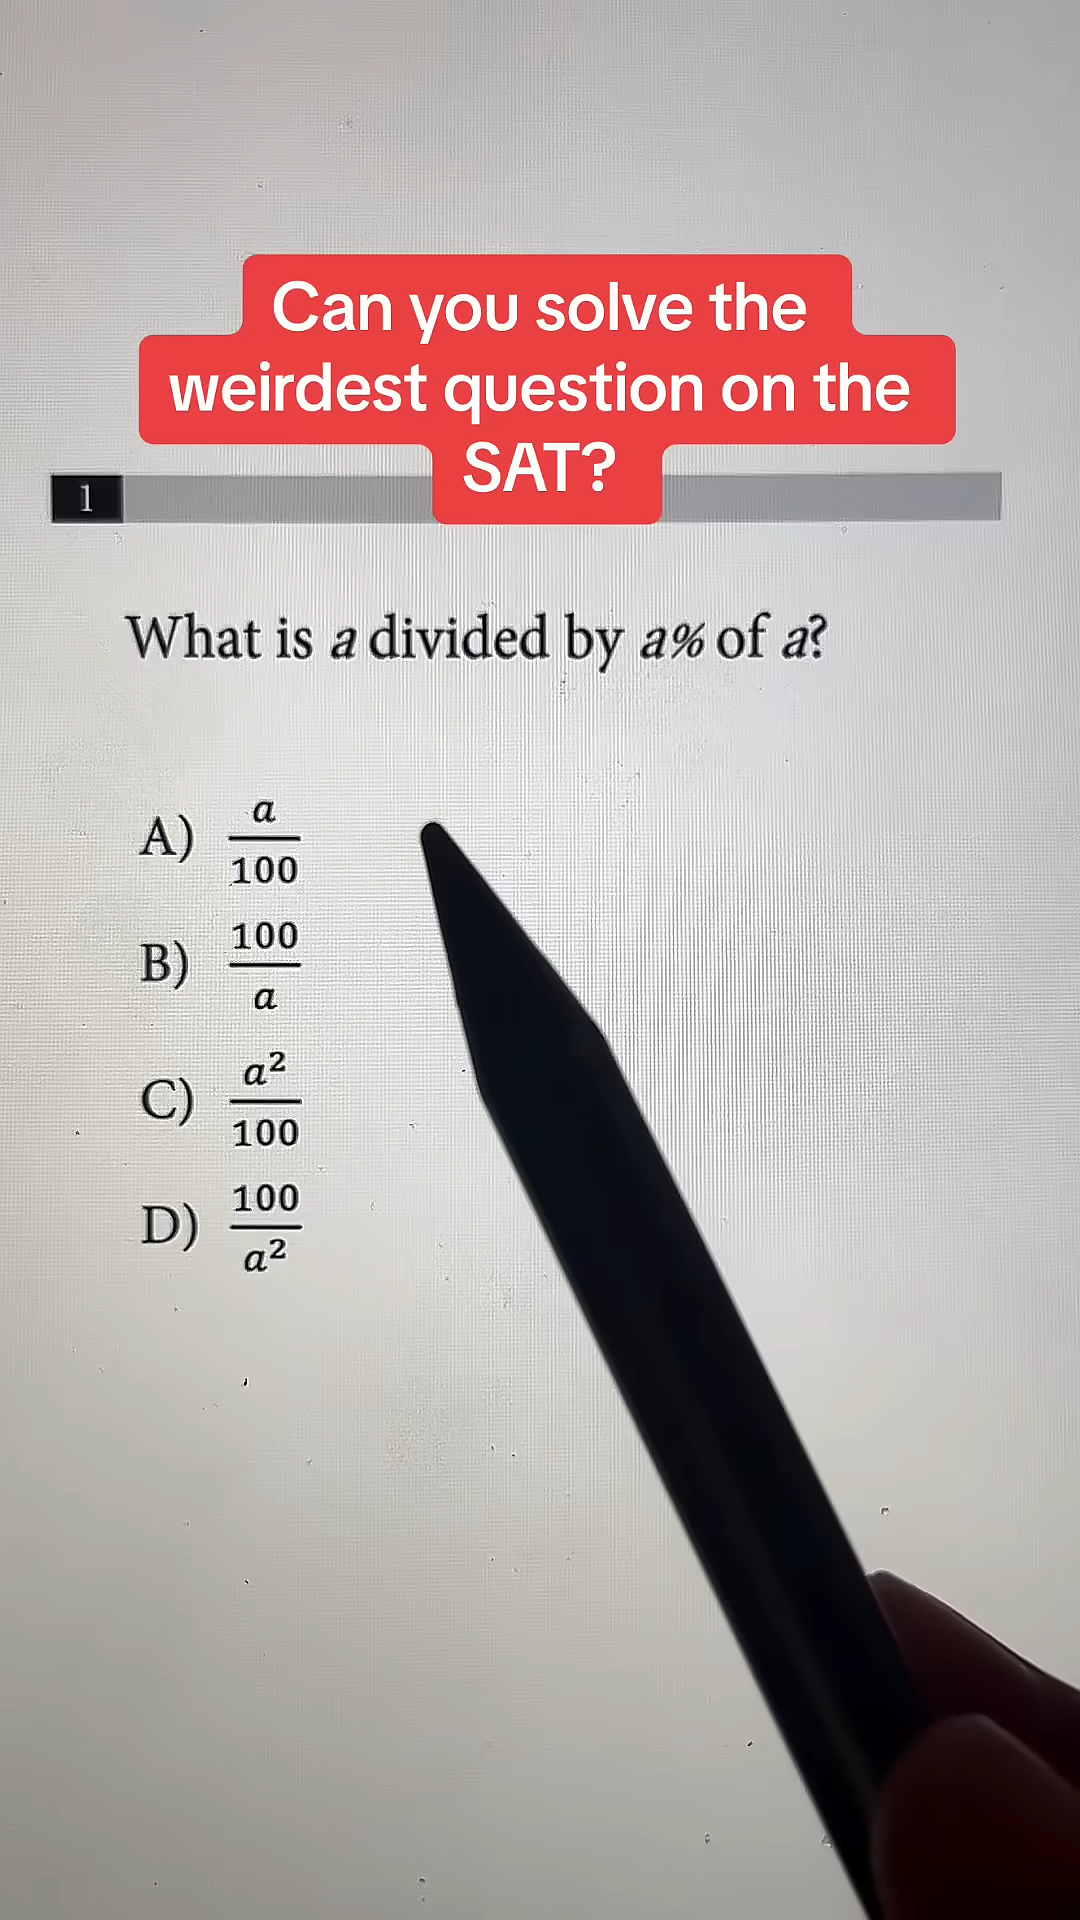 Can you solve the
weirdest question on the
SAT?
1
What is a divided by a% of a?
A) a/100
B) 100/a
C) a²/100
D) 100/a²